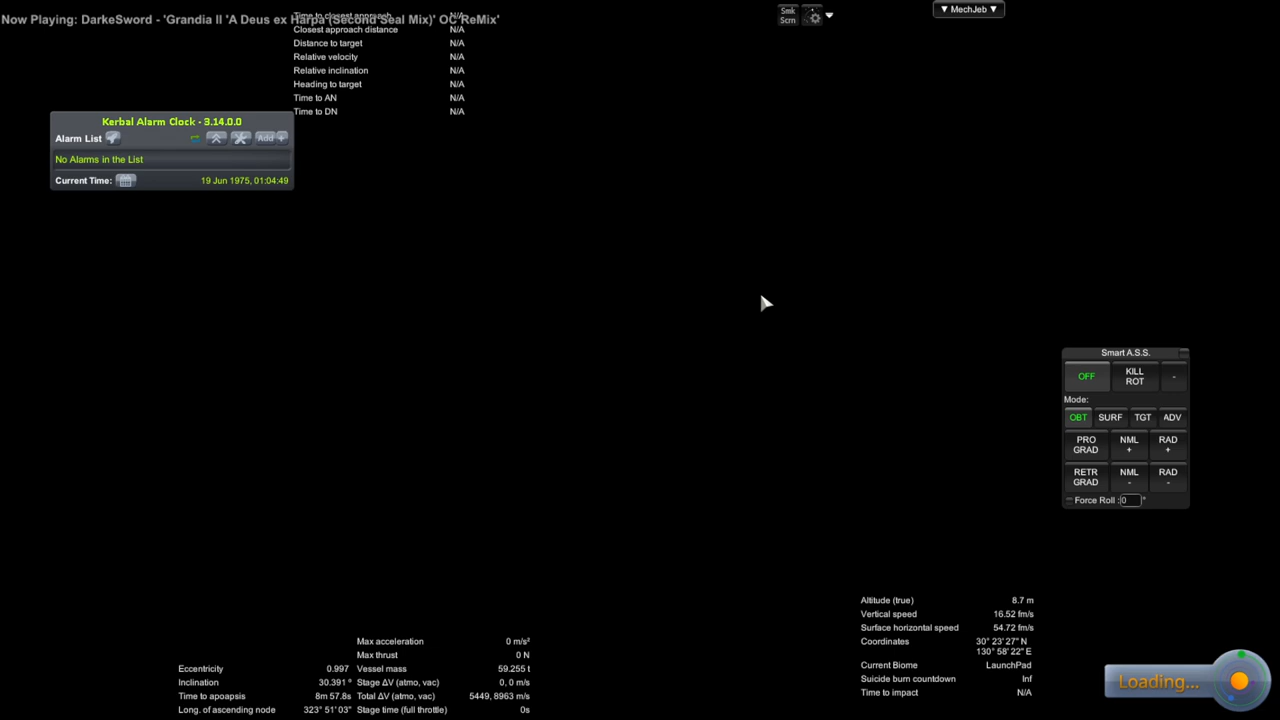 Now Playing: DarkeSword - 'Grandia II 'A Deus ex Harpa (Second Seal Mix)' OC ReMix'
Time to closest approach N/A
Closest approach distance N/A
Distance to target N/A
Relative velocity N/A
Relative inclination N/A
Heading to target N/A
Time to AN N/A
Time to DN N/A
Smk
Scrn
▼ MechJeb ▼
Kerbal Alarm Clock - 3.14.0.0
Alarm List Add +
No Alarms in the List
Current Time: 19 Jun 1975, 01:04:49
Smart A.S.S.
OFF KILL ROT -
Mode:
OBT SURF TGT ADV
PRO GRAD NML + RAD +
RETR GRAD NML - RAD -
Force Roll : 0 °
Max acceleration 0 m/s²
Max thrust 0 N
Eccentricity 0.997 Vessel mass 59.255 t
Inclination 30.391 º Stage ΔV (atmo, vac) 0, 0 m/s
Time to apoapsis 8m 57.8s Total ΔV (atmo, vac) 5449, 8963 m/s
Long. of ascending node 323° 51' 03" Stage time (full throttle) 0s
Altitude (true) 8.7 m
Vertical speed 16.52 fm/s
Surface horizontal speed 54.72 fm/s
Coordinates 30° 23' 27" N
130° 58' 22" E
Current Biome LaunchPad
Suicide burn countdown Inf
Time to impact N/A
Loading...